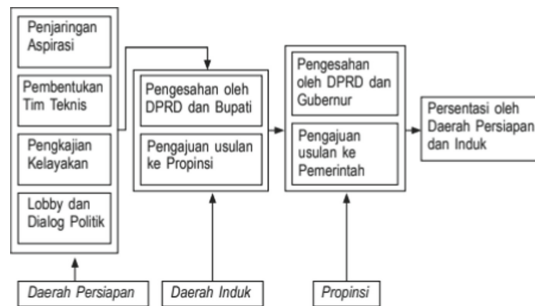 Penjaringan
Aspirasi
Pembentukan
Tim Teknis
Pengkajian
Kelayakan
Lobby dan
Dialog Politik
Pengesahan oleh
DPRD dan Bupati
Pengajuan usulan
ke Propinsi
Pengesahan
oleh DPRD dan
Gubernur
Pengajuan
usulan ke
Pemerintah
Persentasi oleh
Daerah Persiapan
dan Induk
Daerah Persiapan
Daerah Induk
Propinsi